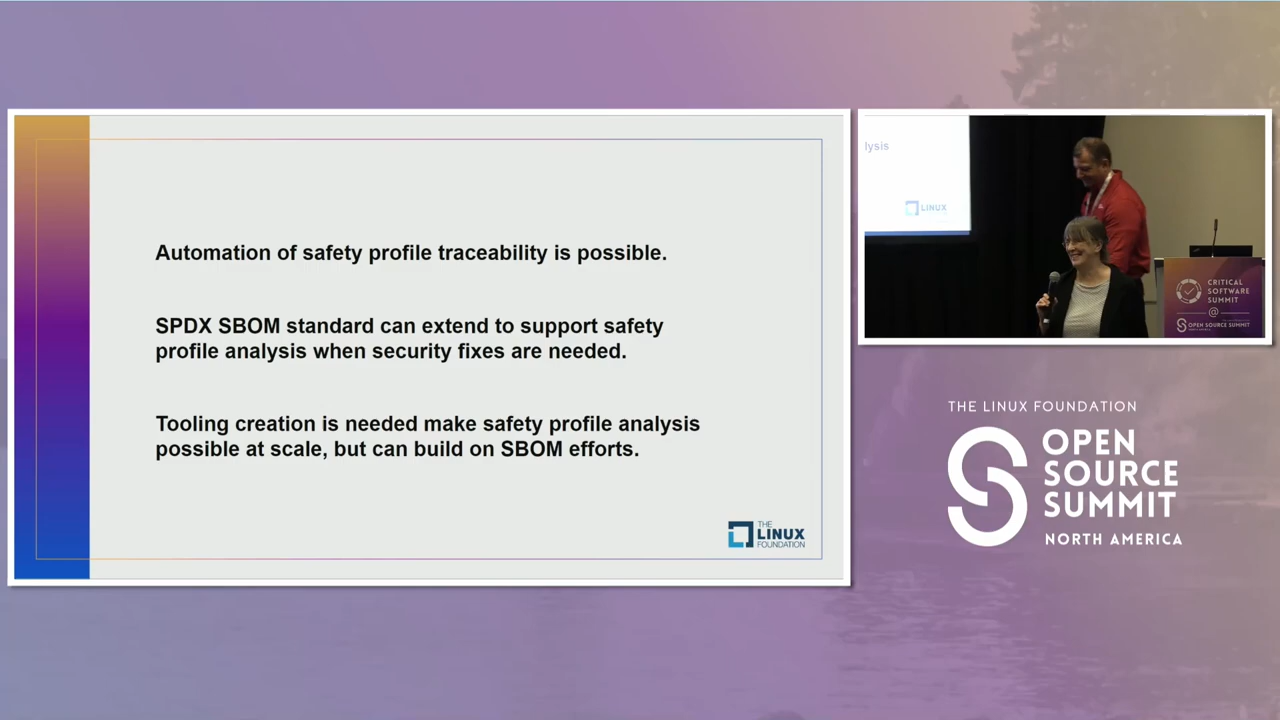 Automation of safety profile traceability is possible.
SPDX SBOM standard can extend to support safety
profile analysis when security fixes are needed.
Tooling creation is needed make safety profile analysis
possible at scale, but can build on SBOM efforts.
THE
LINUX
FOUNDATION
lysis
LINUX
CRITICAL
SOFTWARE
SUMMIT
@
OPEN SOURCE SUMMIT
THE LINUX FOUNDATION
OPEN
SOURCE
SUMMIT
NORTH AMERICA